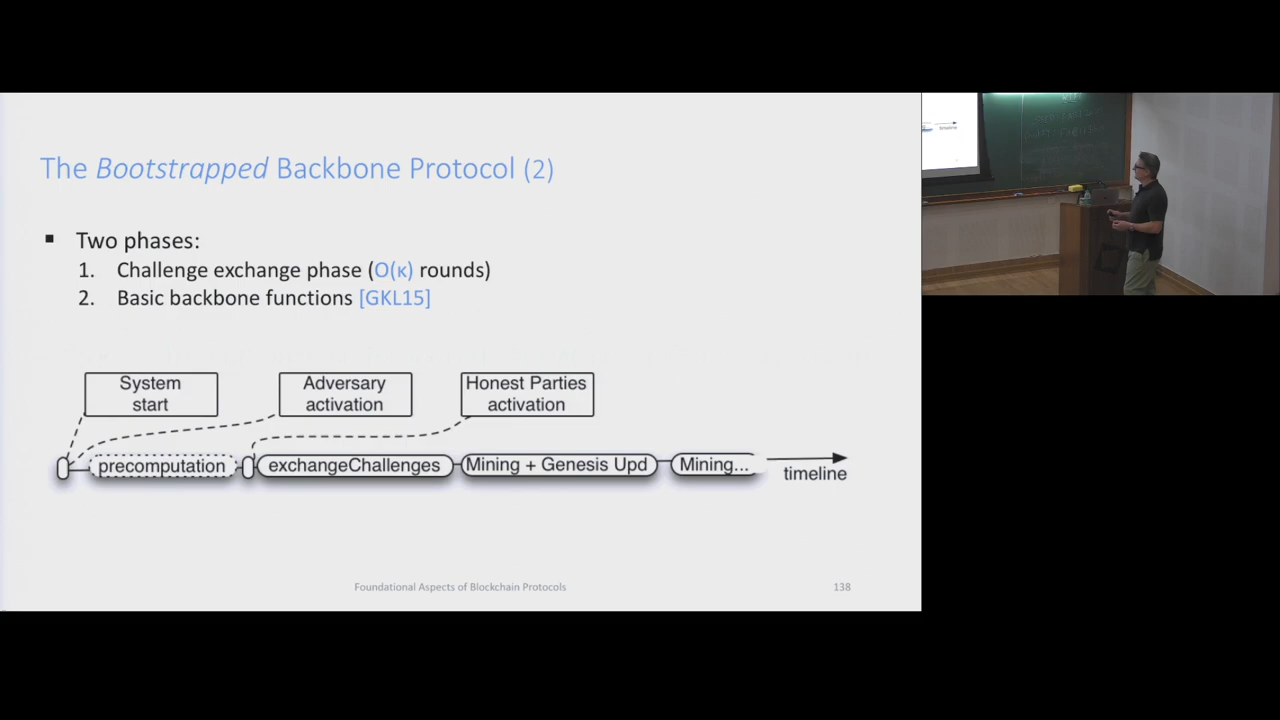 The Bootstrapped Backbone Protocol (2)
▪ Two phases:
1. Challenge exchange phase (O(κ) rounds)
2. Basic backbone functions [GKL15]
System
start
Adversary
activation
Honest Parties
activation
precomputation
exchangeChallenges
Mining + Genesis Upd
Mining...
timeline
Foundational Aspects of Blockchain Protocols
138
timeline